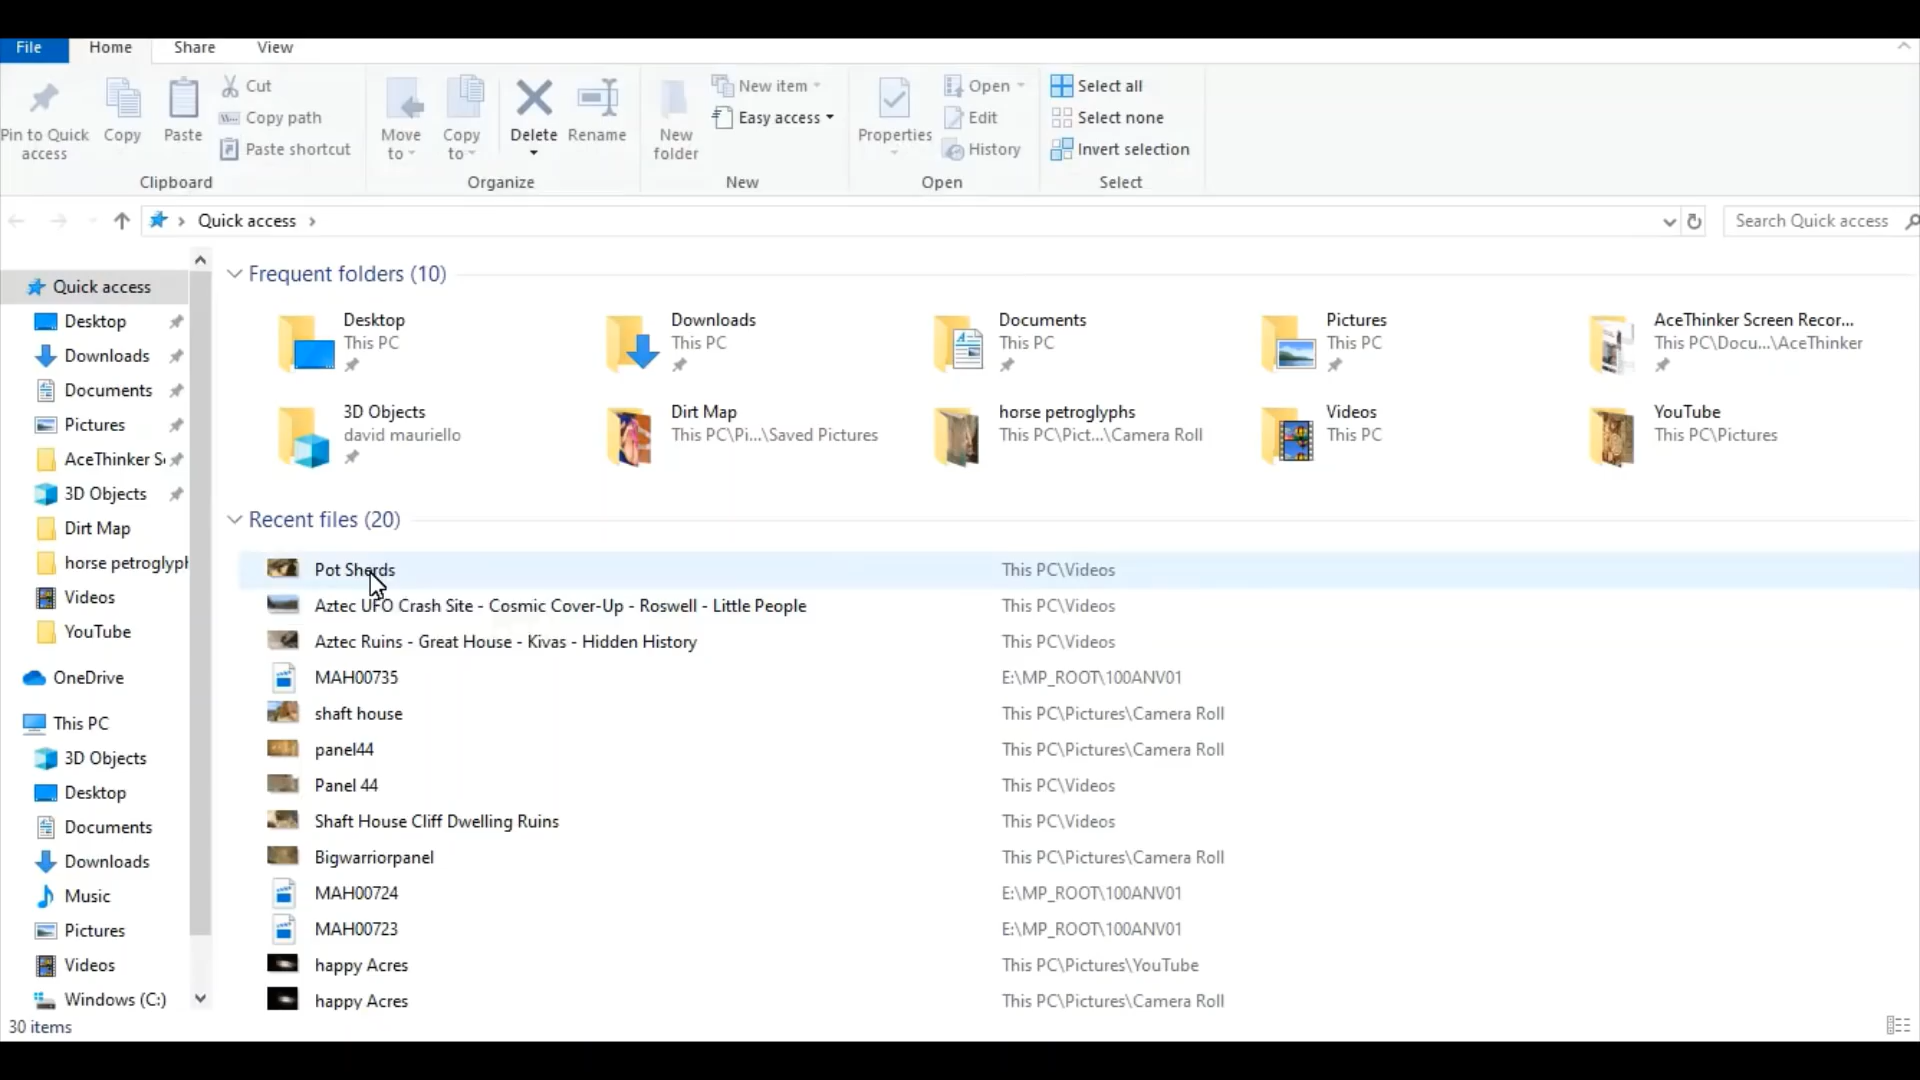 File Home Share View
Pin to Quick access
Copy
Paste
Cut
Copy path
Paste shortcut
Clipboard
Move to
Copy to
Delete
Rename
Organize
New folder
New item
Easy access
New
Properties
Open
Edit
History
Open
Select all
Select none
Invert selection
Select
Quick access
Search Quick access
Quick access
Desktop
Downloads
Documents
Pictures
AceThinker S
3D Objects
Dirt Map
horse petroglyph
Videos
YouTube
OneDrive
This PC
3D Objects
Desktop
Documents
Downloads
Music
Pictures
Videos
Windows (C:)
Frequent folders (10)
Desktop
This PC
Downloads
This PC
Documents
This PC
Pictures
This PC
AceThinker Screen Recor...
This PC\Docu...\AceThinker
3D Objects
david mauriello
Dirt Map
This PC\Pi...\Saved Pictures
horse petroglyphs
This PC\Pict...\Camera Roll
Videos
This PC
YouTube
This PC\Pictures
Recent files (20)
Pot Sherds This PC\Videos
Aztec UFO Crash Site - Cosmic Cover-Up - Roswell - Little People This PC\Videos
Aztec Ruins - Great House - Kivas - Hidden History This PC\Videos
MAH00735 E:\MP_ROOT\100ANV01
shaft house This PC\Pictures\Camera Roll
panel44 This PC\Pictures\Camera Roll
Panel 44 This PC\Videos
Shaft House Cliff Dwelling Ruins This PC\Videos
Bigwarriorpanel This PC\Pictures\Camera Roll
MAH00724 E:\MP_ROOT\100ANV01
MAH00723 E:\MP_ROOT\100ANV01
happy Acres This PC\Pictures\YouTube
happy Acres This PC\Pictures\Camera Roll
30 items